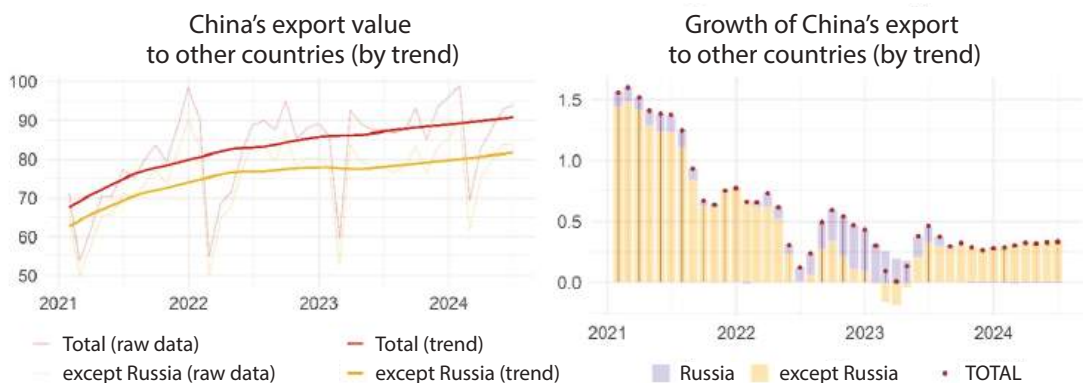 China’s export value
to other countries (by trend)
100
90
80
70
60
50
2021
2022
2023
2024
Total (raw data)
Total (trend)
except Russia (raw data)
except Russia (trend)
Growth of China’s export
to other countries (by trend)
1.5
1.0
0.5
0.0
2021
2022
2023
2024
Russia
except Russia
TOTAL